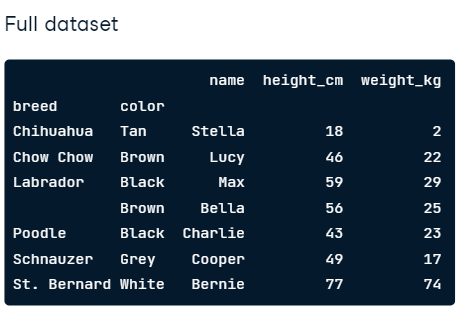 Full dataset
name height_cm weight_kg
breed color
Chihuahua Tan Stella 18 2
Chow Chow Brown Lucy 46 22
Labrador Black Max 59 29
Brown Bella 56 25
Poodle Black Charlie 43 23
Schnauzer Grey Cooper 49 17
St. Bernard White Bernie 77 74